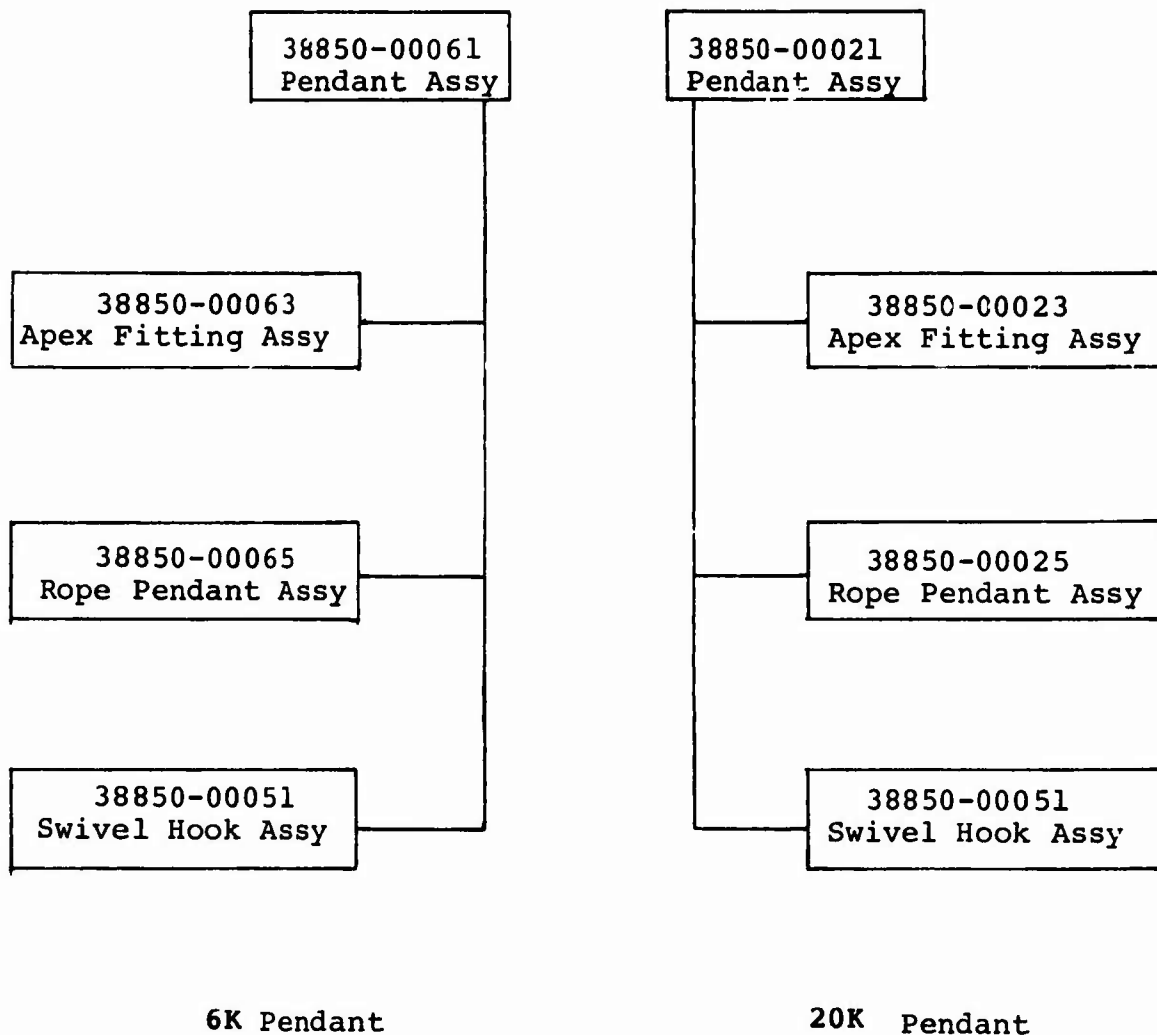 38850-00061
Pendant Assy
38850-00063
Apex Fitting Assy
38850-00065
Rope Pendant Assy
38850-00051
Swivel Hook Assy
6K Pendant
38850-00021
Pendant Assy
38850-00023
Apex Fitting Assy
38850-00025
Rope Pendant Assy
38850-00051
Swivel Hook Assy
20K Pendant